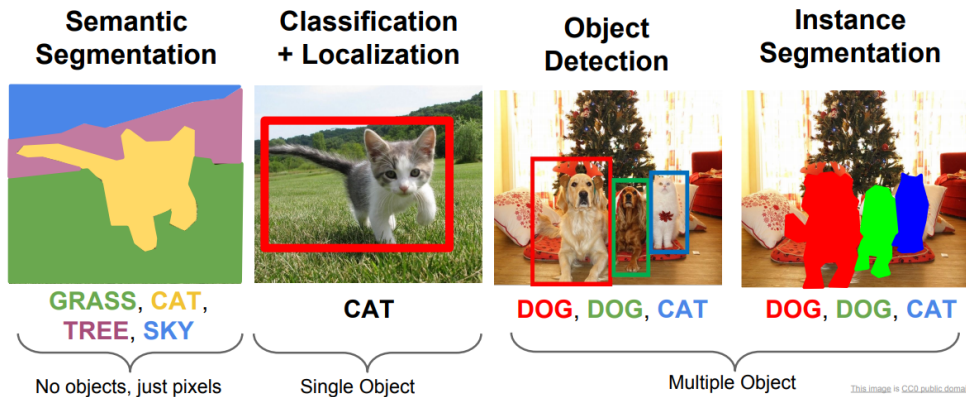 Semantic
Segmentation
Classification
+ Localization
Object
Detection
Instance
Segmentation
GRASS, CAT,
TREE, SKY
CAT
DOG, DOG, CAT
DOG, DOG, CAT
No objects, just pixels
Single Object
Multiple Object
This image is CC0 public doma